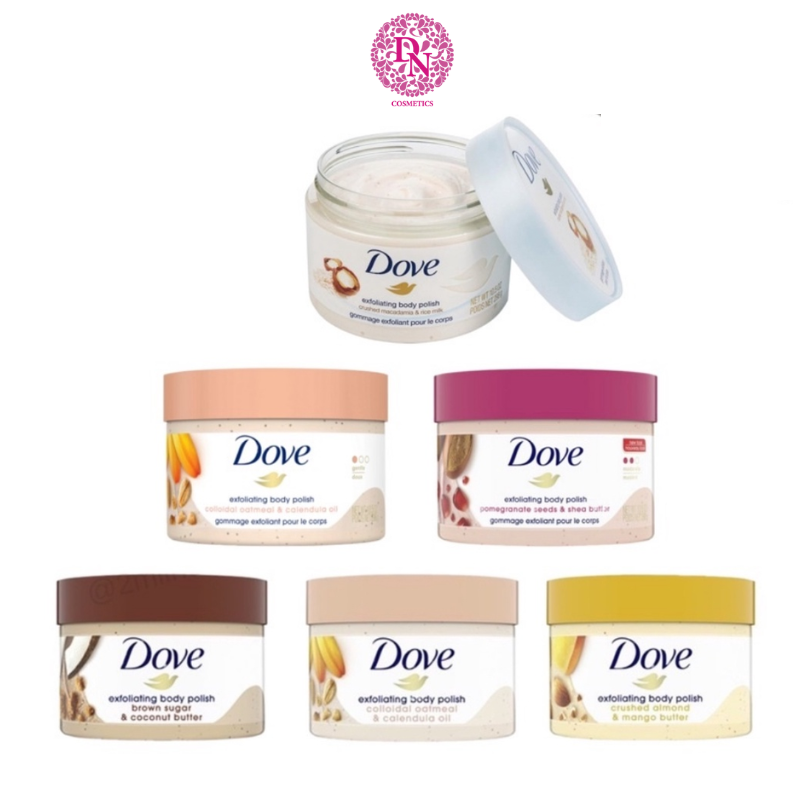 DN
COSMETICS
Dove
Dove
exfoliating body polish
crushed macadamia & rice milk
gommage exfoliant pour le corps
Dove
gentle
exfoliating body polish
colloidal oatmeal & calendula oil
gommage exfoliant pour le corps
Dove
exfoliating body polish
pomegranate seeds & shea butter
gommage exfoliant pour le corps
Dove
exfoliating body polish
brown sugar
& coconut butter
Dove
exfoliating body polish
colloidal oatmeal
& calendula oil
Dove
exfoliating body polish
crushed almond
& mango butter